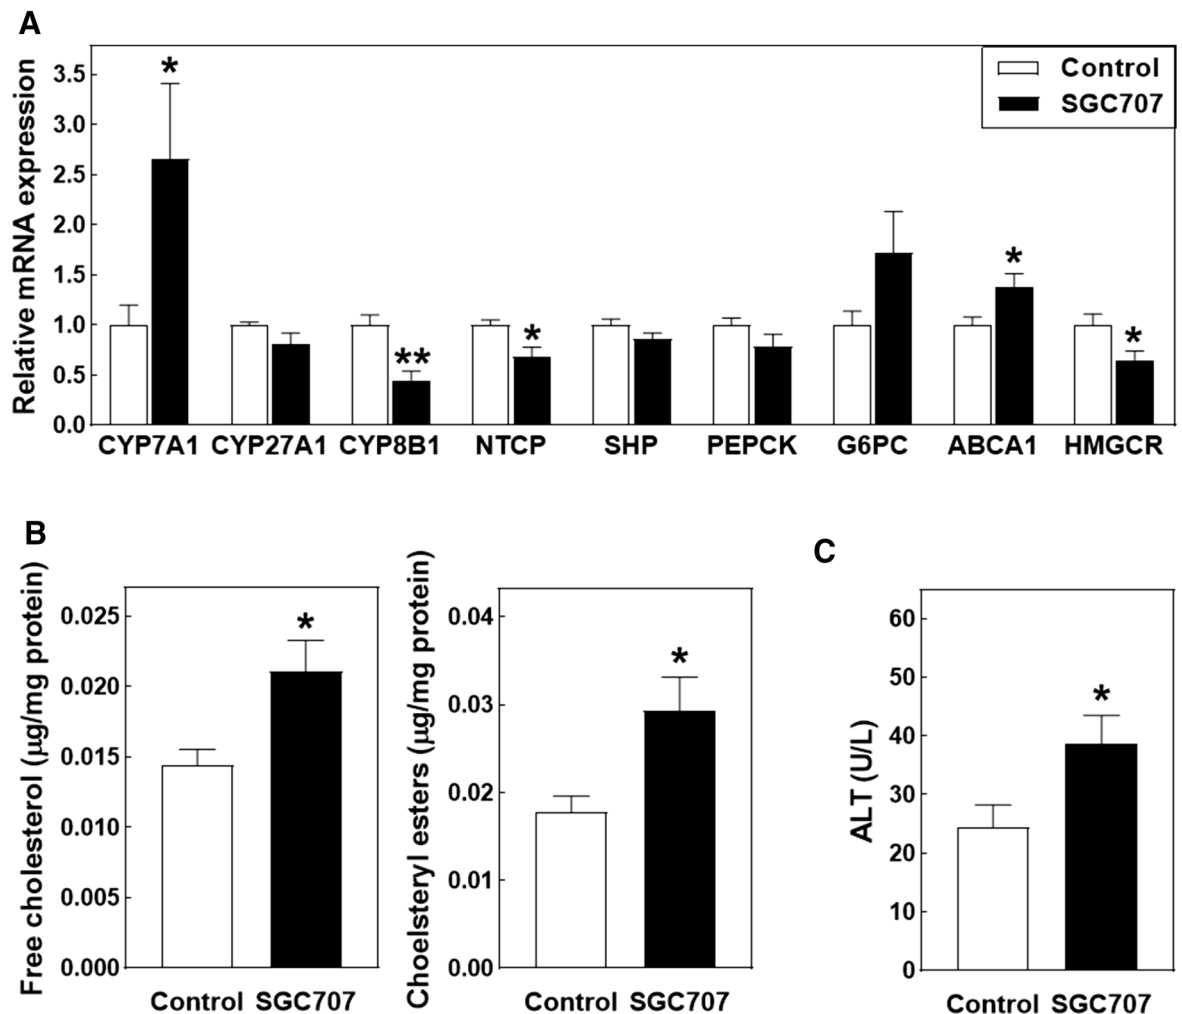 A
Relative mRNA expression
3.5
3.0
2.5
2.0
1.5
1.0
0.5
0.0
*
**
*
*
*
Control
SGC707
CYP7A1 CYP27A1 CYP8B1 NTCP SHP PEPCK G6PC ABCA1 HMGCR
B
Free cholesterol (µg/mg protein)
0.025
0.020
0.015
0.010
0.005
0.000
*
Control SGC707
Choelsteryl esters (µg/mg protein)
0.04
0.03
0.02
0.01
0.00
*
Control SGC707
C
ALT (U/L)
60
50
40
30
20
10
0
*
Control SGC707